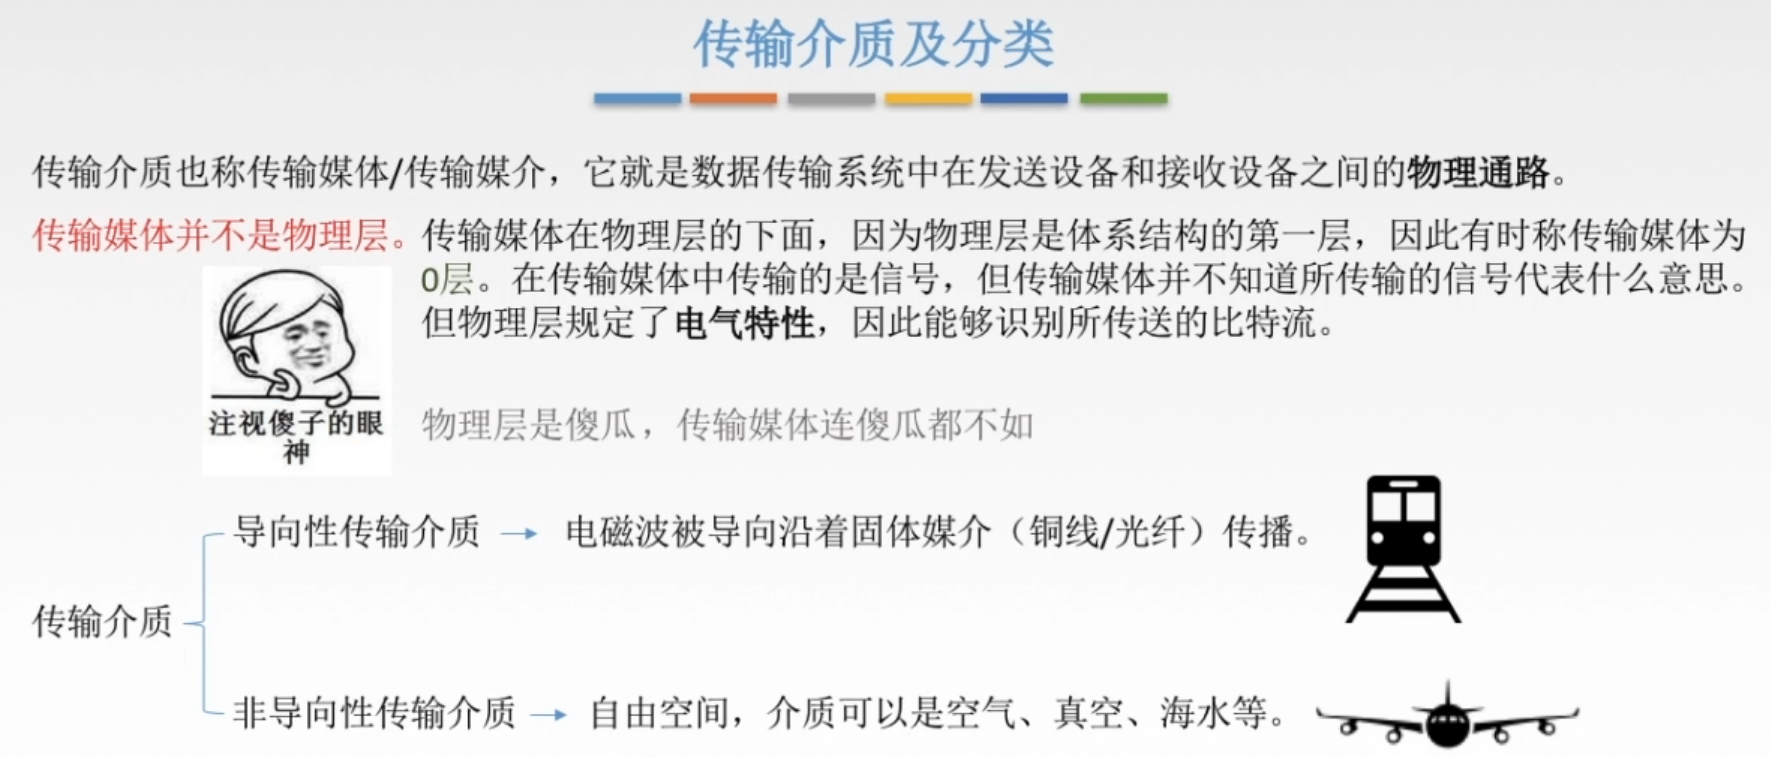 传输介质及分类
传输介质也称传输媒体/传输媒介，它就是数据传输系统中在发送设备和接收设备之间的物理通路。
传输媒体并不是物理层。传输媒体在物理层的下面，因为物理层是体系结构的第一层，因此有时称传输媒体为
0层。在传输媒体中传输的是信号，但传输媒体并不知道所传输的信号代表什么意思。
但物理层规定了电气特性，因此能够识别所传送的比特流。
注视傻子的眼
神
物理层是傻瓜，传输媒体连傻瓜都不如
导向性传输介质
电磁波被导向沿着固体媒介（铜线/光纤）传播。
传输介质
非导向性传输介质
自由空间，介质可以是空气、真空、海水等。